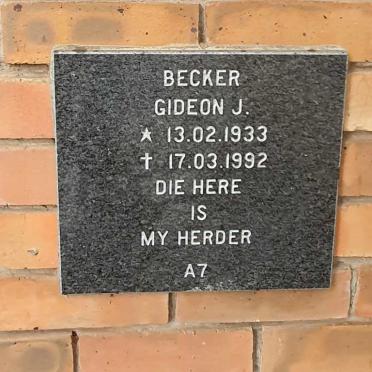 BECKER
GIDEON J.
★ 13.02.1933
✝ 17.03.1992
DIE HERE
IS
MY HERDER
A7